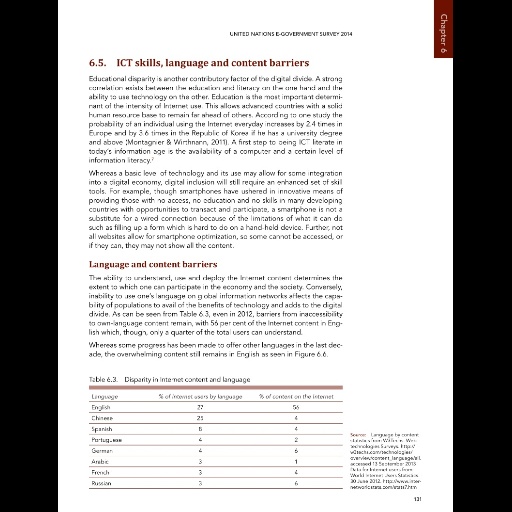 UNITED NATIONS E-GOVERNMENT SURVEY 2014
Chapter 6
6.5. ICT skills, language and content barriers
Educational disparity is another contributory factor of the digital divide. A strong
correlation exists between the education and literacy on the one hand and the
ability to use technology on the other. Education is the most important determi-
nant of the intensity of Internet use. This allows advanced countries with a solid
human resource base to remain far ahead of others. According to one study the
probability of an individual using the Internet everyday increases by 2.4 times in
Europe and by 3.6 times in the Republic of Korea if he has a university degree
and above (Montagnier & Wirthmann, 2011). A first step to being ICT literate in
today's information age is the availability of a computer and a certain level of
information literacy.
Whereas a basic level of technology and its use may allow for some integration
into a digital economy, digital inclusion will still require an enhanced set of skill
tools. For example, though smartphones have ushered in innovative means of
providing those with no access, no education and no skills in many developing
countries with opportunities to transact and participate, a smartphone is not a
substitute for a wired connection because of the limitations of what it can do
such as filling up a form which is hard to do on a hand-held device. Further, not
all websites allow for smartphone optimization, so some cannot be accessed, or
if they can, they may not show all the content.
Language and content barriers
The ability to understand, use and deploy the Internet content determines the
extent to which one can participate in the economy and the society. Conversely,
inability to use one's language on global information networks affects the capa-
bility of populations to avail of the benefits of technology and adds to the digital
divide. As can be seen from Table 6.3, even in 2012, barriers from inaccessibility
to own-language content remain, with 56 per cent of the Internet content in Eng-
lish which, though, only a quarter of the total users can understand.
Whereas some progress has been made to offer other languages in the last dec-
ade, the overwhelming content still remains in English as seen in Figure 6.6.
Table 6.3. Disparity in Internet content and language
Language % of internet users by language % of content on the internet
English 27 56
Chinese 25 4
Spanish 8 4
Portuguese 4 2
German 4 6
Arabic 3 1
French 3 4
Russian 3 6
Source: Language by content
statistics from W3Techs. Web
technologies Surveys. http://
w3techs.com/technologies/
overview/content_language/all,
accessed 13 September 2013
Data for Internet users from
World Internet Users Statistics
30 June 2012. http://www.inter-
networldstats.com/stats7.htm
131